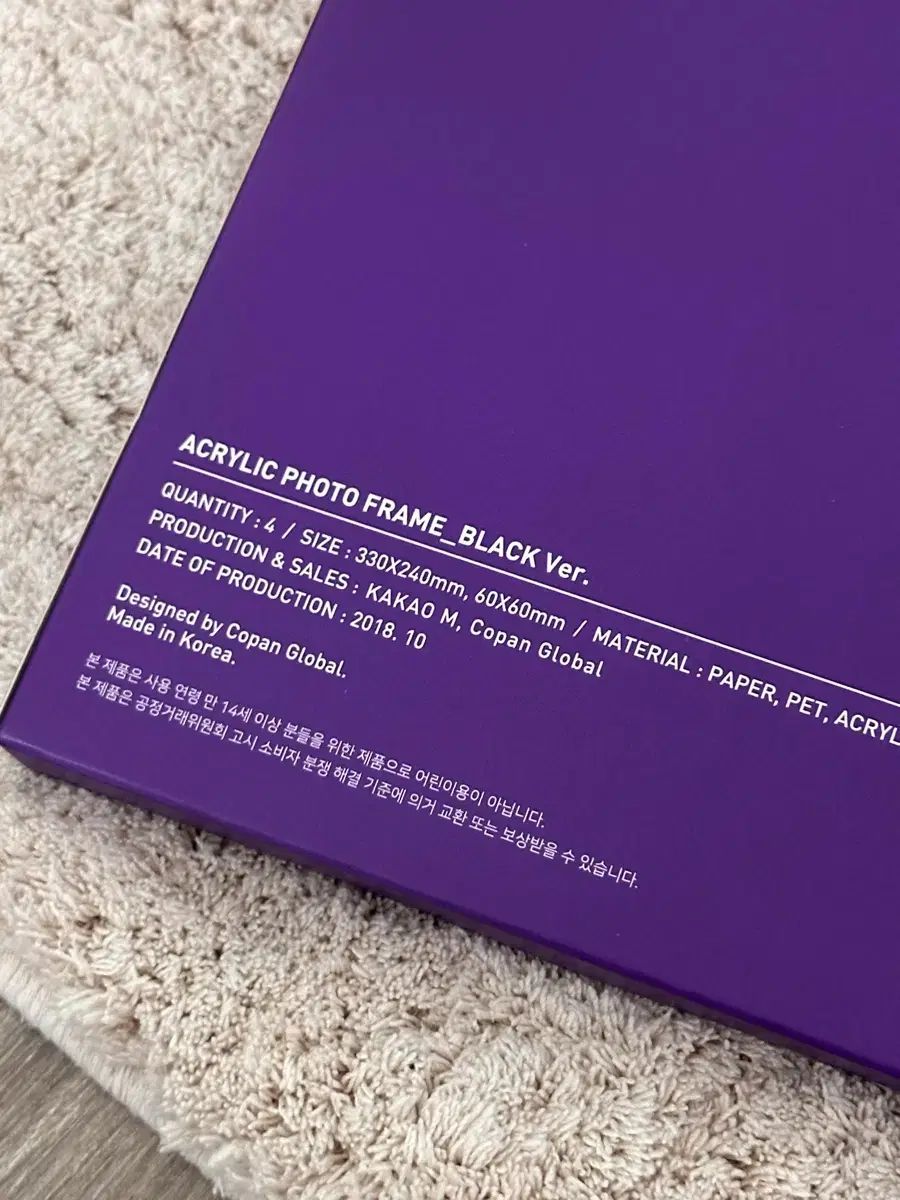 ACRYLIC PHOTO FRAME_BLACK Ver.
QUANTITY : 4 / SIZE : 330X240mm, 60X60mm / MATERIAL : PAPER, PET, ACRYL
PRODUCTION & SALES : KAKAO M, Copan Global
DATE OF PRODUCTION : 2018. 10
Designed by Copan Global.
Made in Korea.
본 제품은 사용 연령 만 14세 이상 분들을 위한 제품으로 어린이용이 아닙니다.
본 제품은 공정거래위원회 고시 소비자 분쟁 해결 기준에 의거 교환 또는 보상받을 수 있습니다.